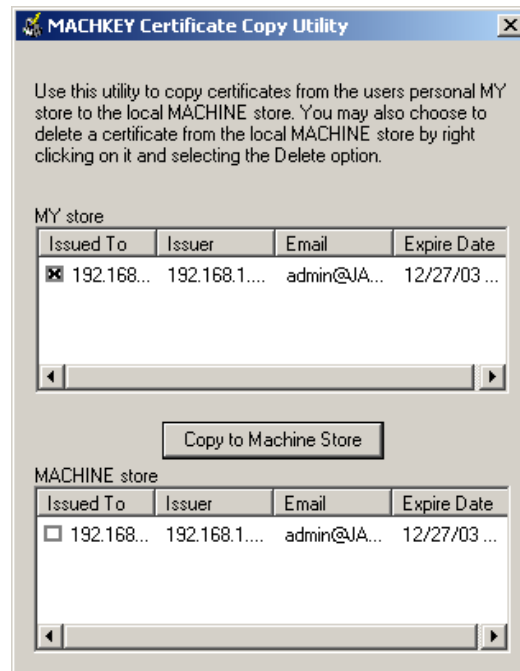 MACHKEY Certificate Copy Utility
Use this utility to copy certificates from the users personal MY
store to the local MACHINE store. You may also choose to
delete a certificate from the local MACHINE store by right
clicking on it and selecting the Delete option.
MY store
Issued To Issuer Email Expire Date
192.168... 192.168.1.... admin@JA... 12/27/03 ...
Copy to Machine Store
MACHINE store
Issued To Issuer Email Expire Date
192.168... 192.168.1.... admin@JA... 12/27/03 ...